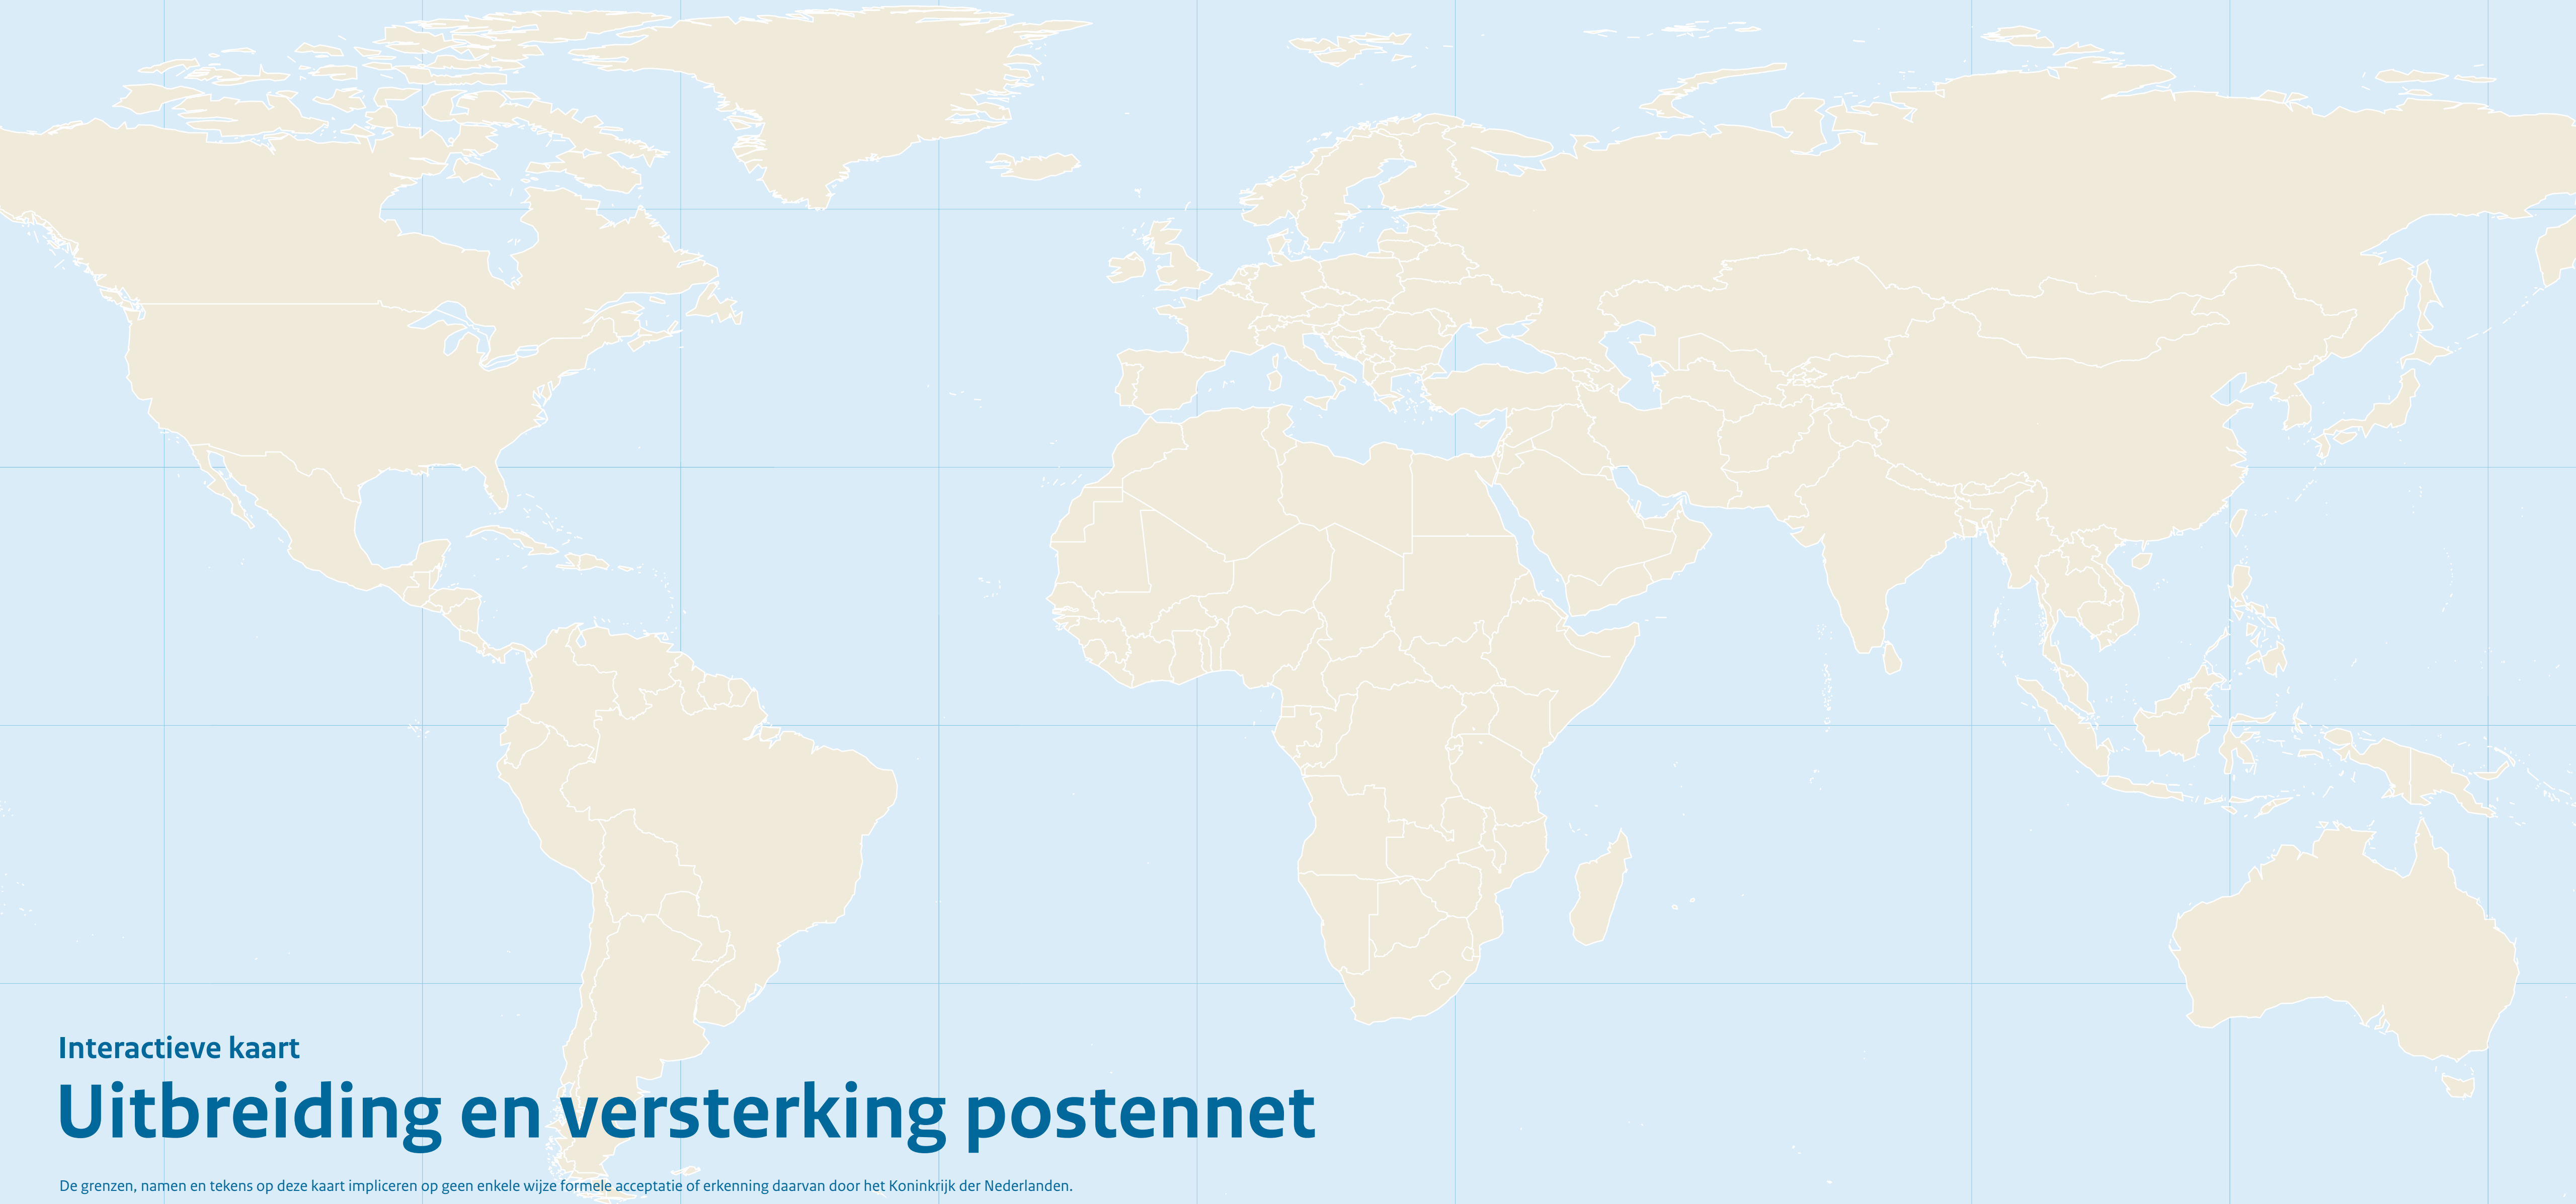 Interactieve kaart
Uitbreiding en versterking postennet
De grenzen, namen en tekens op deze kaart impliceren op geen enkele wijze formele acceptatie of erkenning daarvan door het Koninkrijk der Nederlanden.